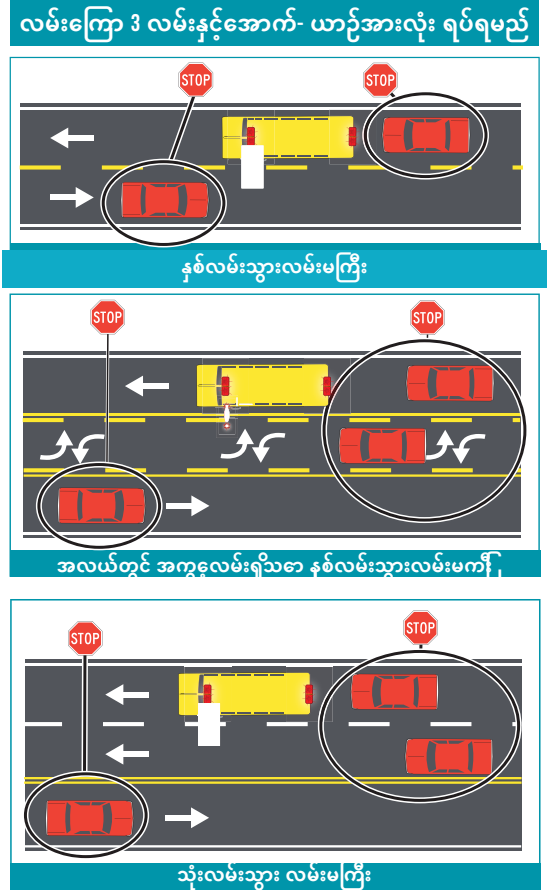 လမ်းကြော 3 လမ်းနှင့်အောက်- ယာဉ်အားလုံး ရပ်ရမည်
STOP
STOP
နှစ်လမ်းသွားလမ်းမကြီး
STOP
STOP
အလယ်တွင် အကွေ့လမ်းရှိသော နှစ်လမ်းသွားလမ်းမကြီး
STOP
STOP
သုံးလမ်းသွား လမ်းမကြီး